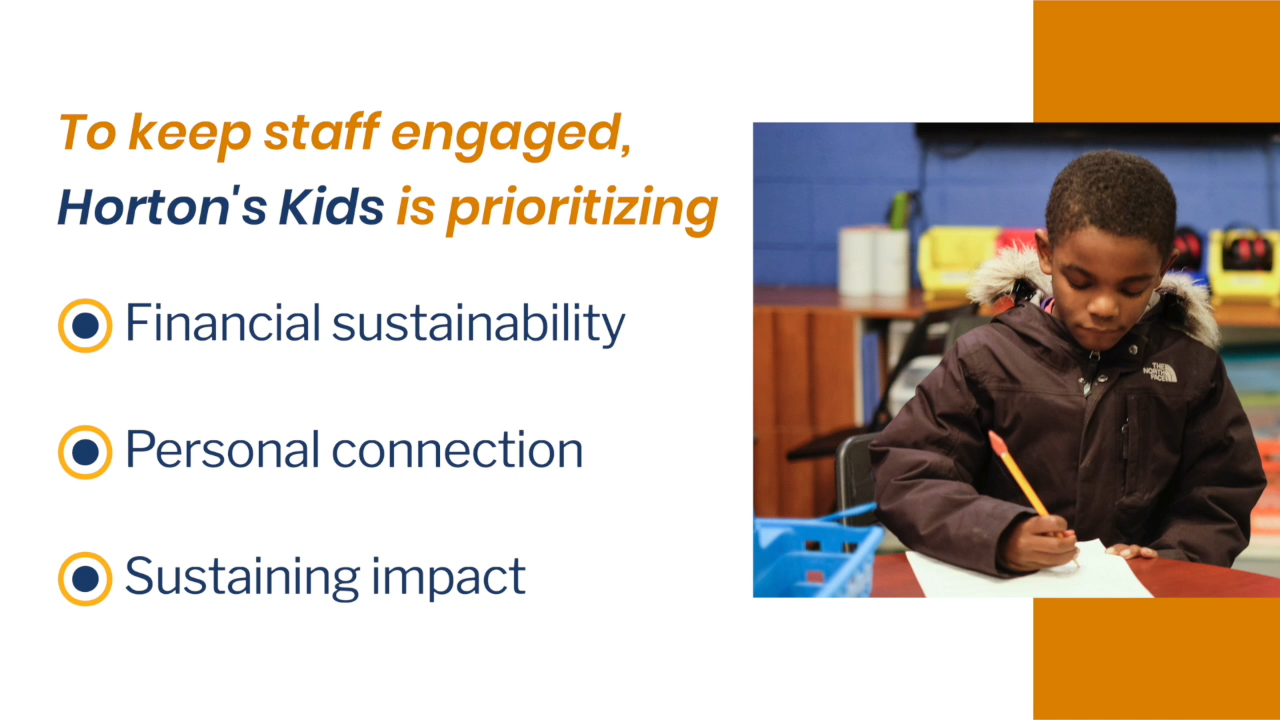 To keep staff engaged,
Horton's Kids is prioritizing
Financial sustainability
Personal connection
Sustaining impact
THE
NORTH
FACE